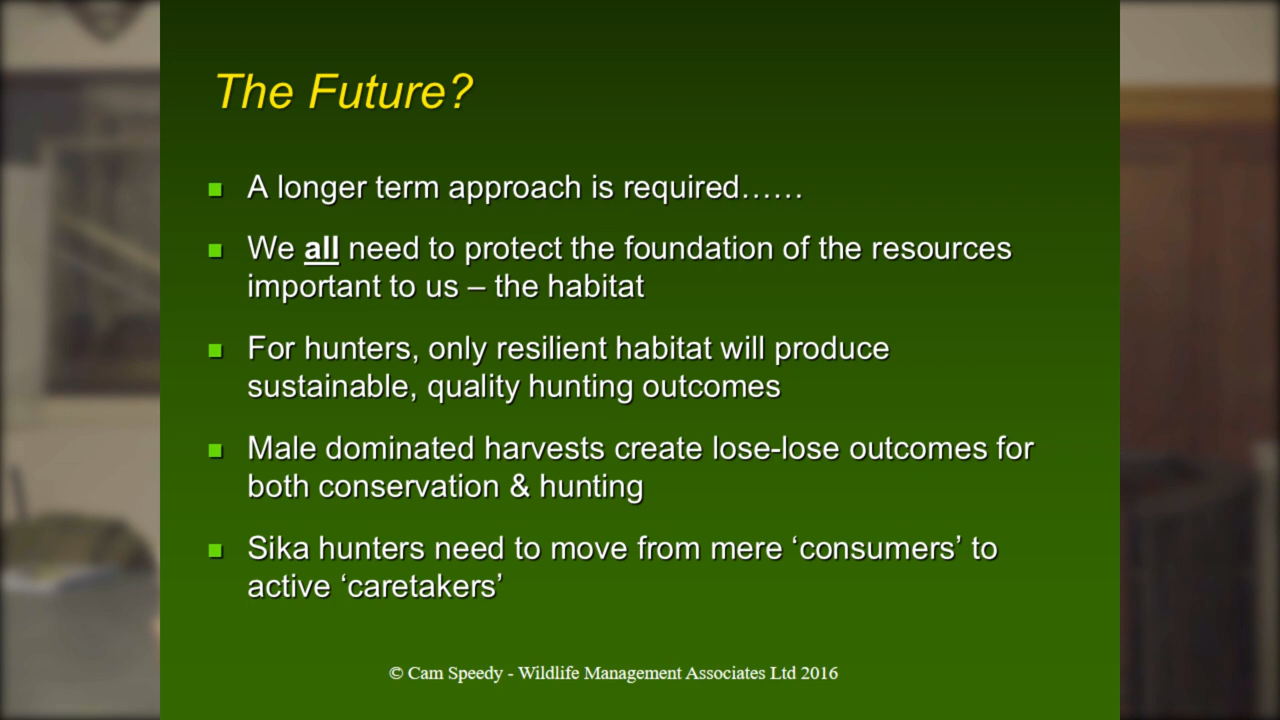 The Future?
A longer term approach is required......
We all need to protect the foundation of the resources
important to us – the habitat
For hunters, only resilient habitat will produce
sustainable, quality hunting outcomes
Male dominated harvests create lose-lose outcomes for
both conservation & hunting
Sika hunters need to move from mere ‘consumers’ to
active ‘caretakers’
© Cam Speedy - Wildlife Management Associates Ltd 2016